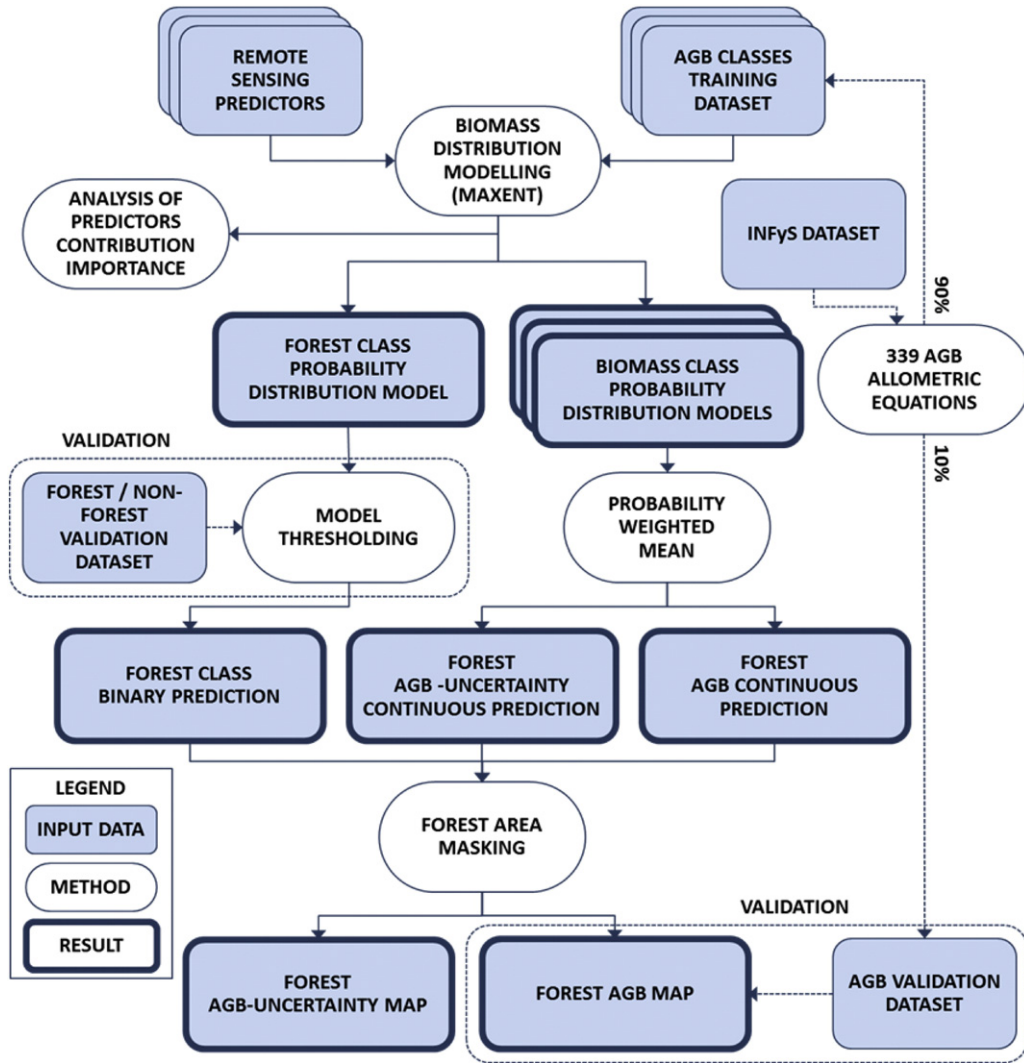 REMOTE
SENSING
PREDICTORS
AGB CLASSES
TRAINING
DATASET
BIOMASS
DISTRIBUTION
MODELLING
(MAXENT)
ANALYSIS OF
PREDICTORS
CONTRIBUTION
IMPORTANCE
INFyS DATASET
90%
339 AGB
ALLOMETRIC
EQUATIONS
10%
FOREST CLASS
PROBABILITY
DISTRIBUTION MODEL
BIOMASS CLASS
PROBABILITY
DISTRIBUTION MODELS
VALIDATION
FOREST / NON-
FOREST
VALIDATION
DATASET
MODEL
THRESHOLDING
PROBABILITY
WEIGHTED
MEAN
FOREST CLASS
BINARY PREDICTION
FOREST
AGB -UNCERTAINTY
CONTINUOUS PREDICTION
FOREST
AGB CONTINUOUS
PREDICTION
LEGEND
INPUT DATA
METHOD
RESULT
FOREST AREA
MASKING
VALIDATION
FOREST
AGB-UNCERTAINTY MAP
FOREST AGB MAP
AGB VALIDATION
DATASET